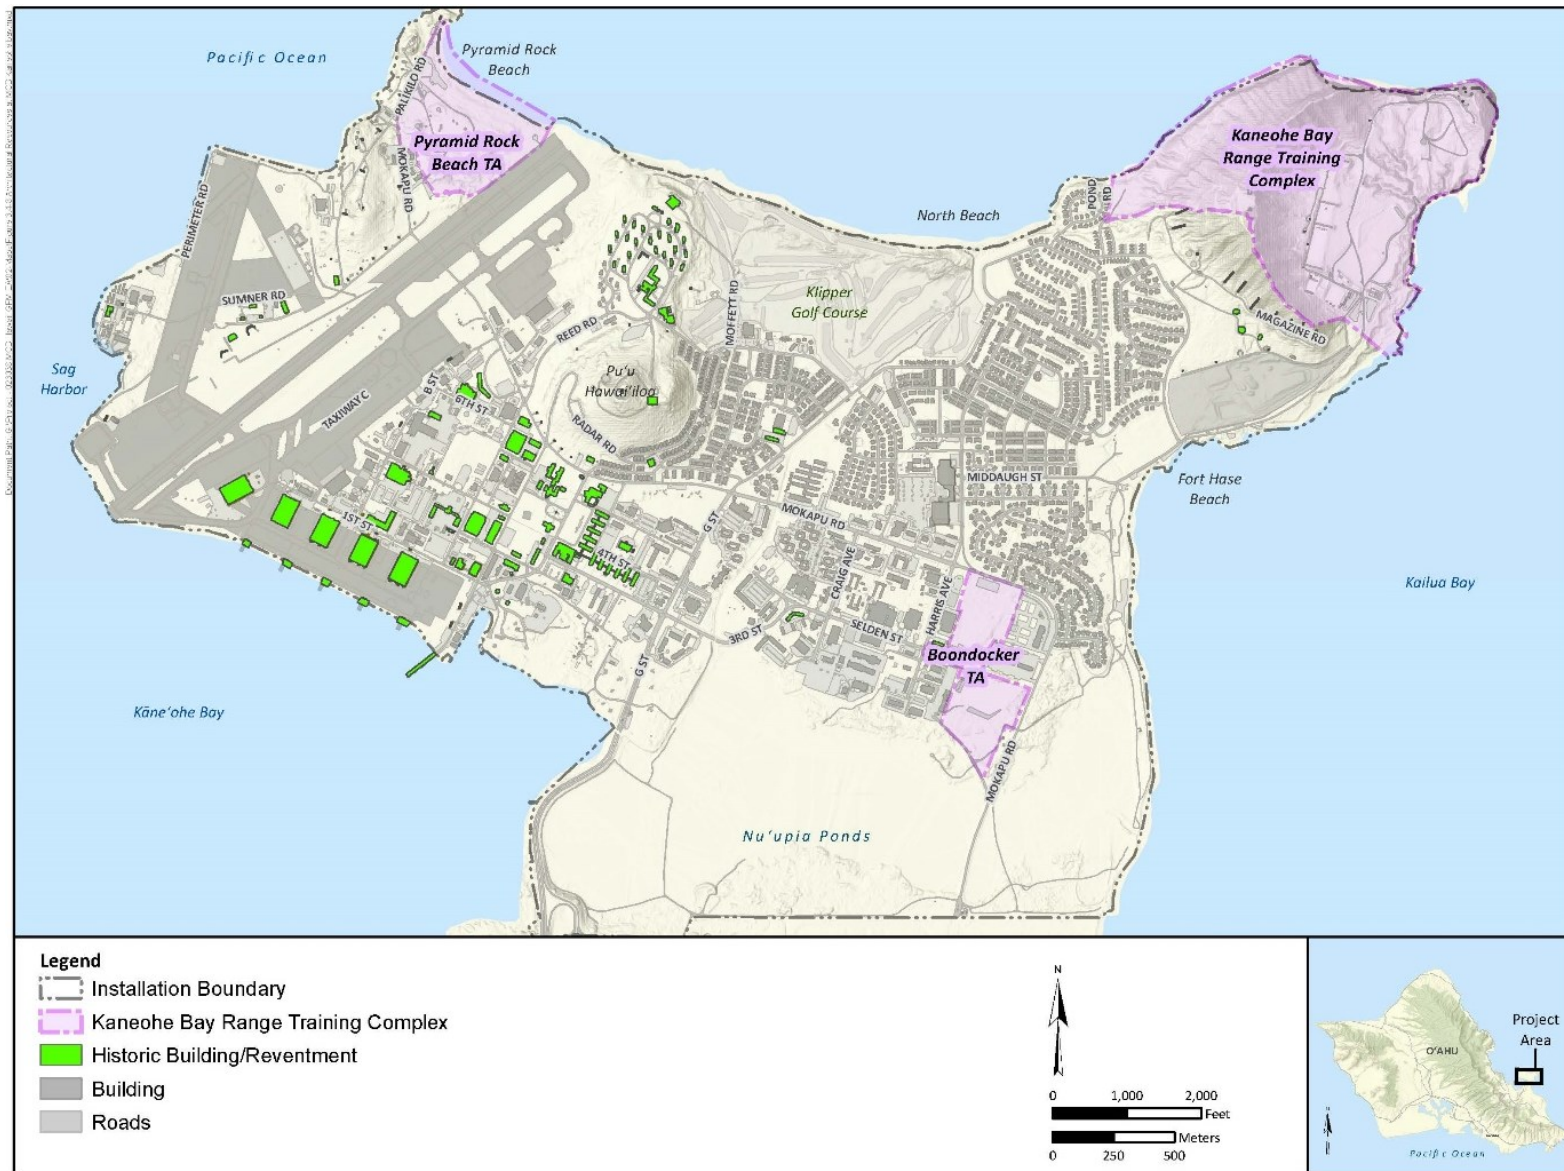 Pacific Ocean
Pyramid Rock
Beach
PALIKILO RD
Pyramid Rock
Beach TA
MOKAPU RD
PERIMETER RD
Kaneohe Bay
Range Training
Complex
POND
RD
North Beach
SUMNER RD
Klipper
Golf Course
MOFFETT RD
REED RD
MAGAZINE RD
Sag
Harbor
Pu'u
Hawai'iloa
B ST
6TH ST
TAXIWAY C
RADAR RD
MIDDAUGH ST
Fort Hase
Beach
1ST ST
MOKAPU RD
G ST
4TH ST
CRAIG AVE
HARRIS AVE
Kailua Bay
3RD ST
SELDEN ST
Boondocker
TA
G ST
Kāne'ohe Bay
MOKAPU RD
Nu'upia Ponds
Legend
Installation Boundary
Kaneohe Bay Range Training Complex
Historic Building/Reventment
Building
Roads
N
0 1,000 2,000
Feet
Meters
0 250 500
Project
Area
O'AHU
Pacific Ocean